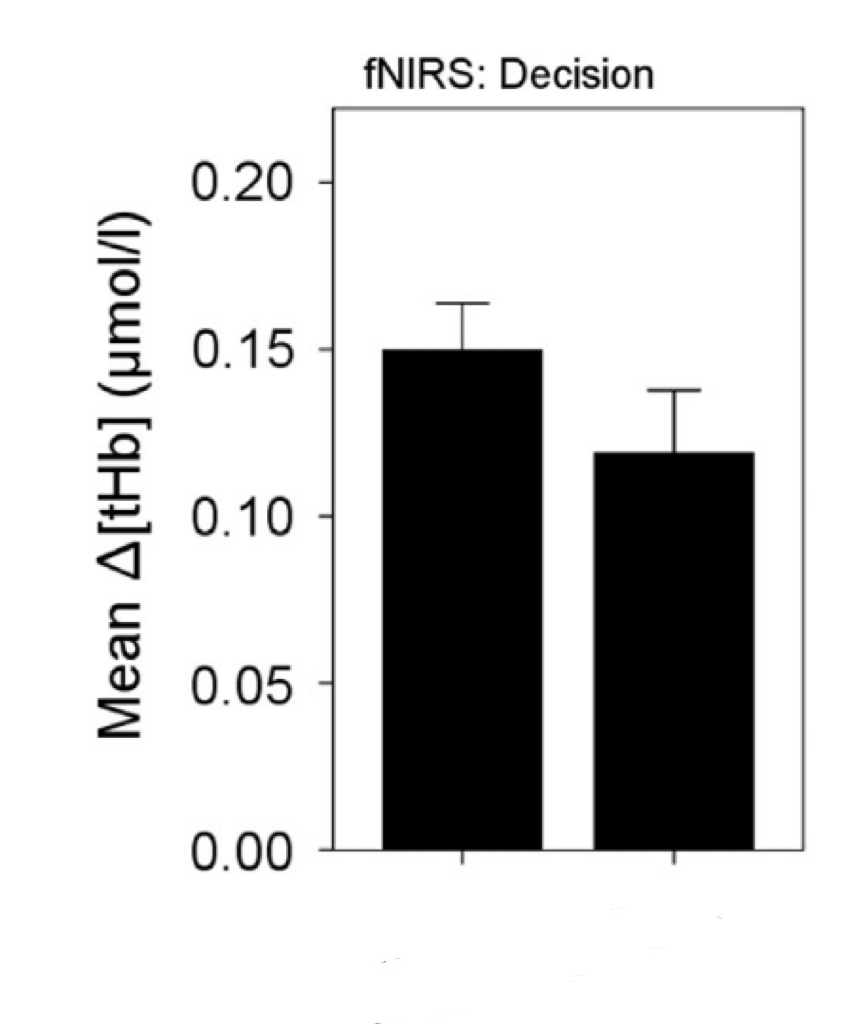 fNIRS: Decision
Mean Δ[tHb] (μmol/l)
0.20
0.15
0.10
0.05
0.00